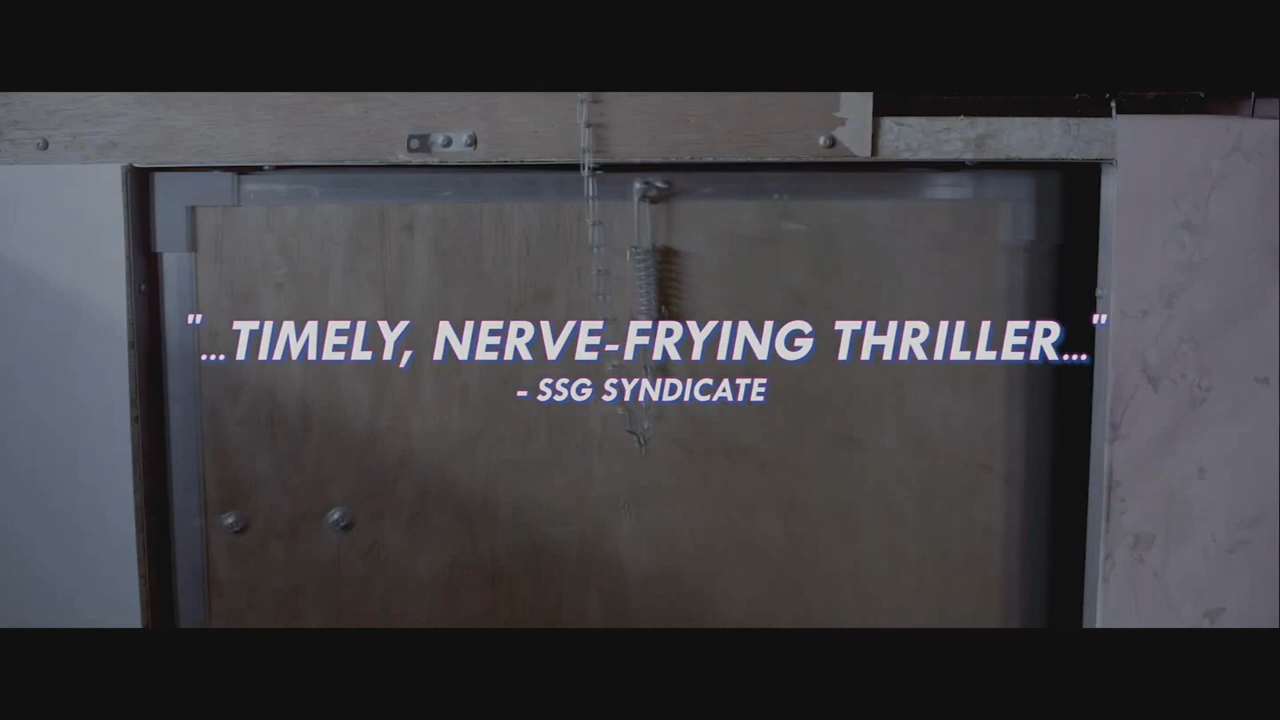 "...TIMELY, NERVE-FRYING THRILLER..."
- SSG SYNDICATE